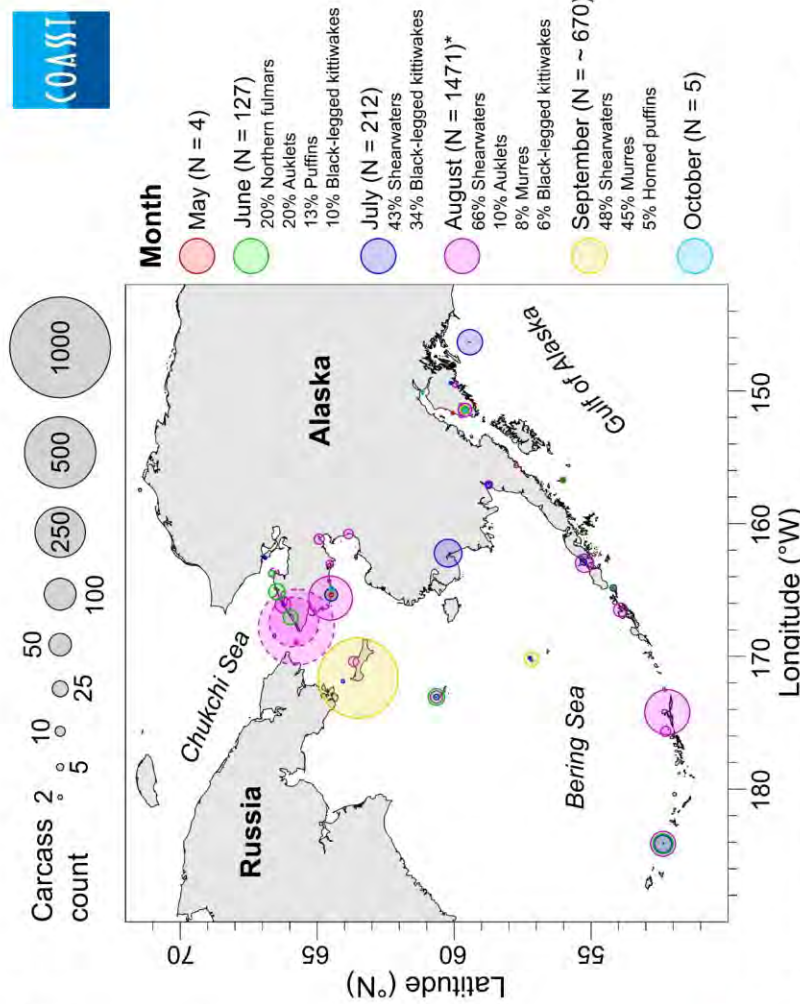 COASST
Carcass
count
2
5
10
25
50
100
250
500
1000
Month
May (N = 4)
June (N = 127)
20% Northern fulmars
20% Auklets
13% Puffins
10% Black-legged kittiwakes
July (N = 212)
43% Shearwaters
34% Black-legged kittiwakes
August (N = 1471)*
66% Shearwaters
10% Auklets
8% Murres
6% Black-legged kittiwakes
September (N = ~ 670)
48% Shearwaters
45% Murres
5% Horned puffins
October (N = 5)
Chukchi Sea
Russia
Alaska
Bering Sea
Gulf of Alaska
Latitude (°N)
70
65
60
55
180
170
160
150
Longitude (°W)